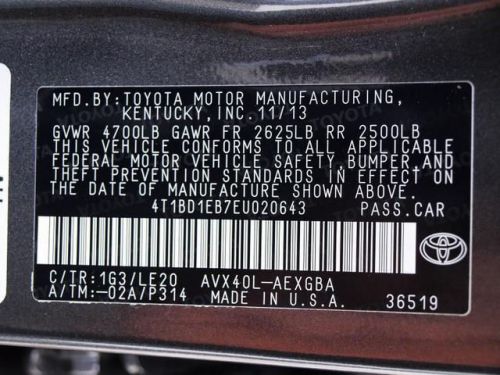 MFD.BY:TOYOTA MOTOR MANUFACTURING,
KENTUCKY,INC.11/13
GVWR 4700LB GAWR FR 2625LB RR 2500LB
THIS VEHICLE CONFORMS TO ALL APPLICABLE
FEDERAL MOTOR VEHICLE SAFETY,BUMPER,AND
THEFT PREVENTION STANDARDS IN EFFECT ON
THE DATE OF MANUFACTURE SHOWN ABOVE.
4T1BD1EB7EU020643 PASS.CAR
C/TR:1G3/LE20 AVX40L-AEXGBA
A/TM:-02A/P314 MADE IN U.S.A. 36519
TOYOTA